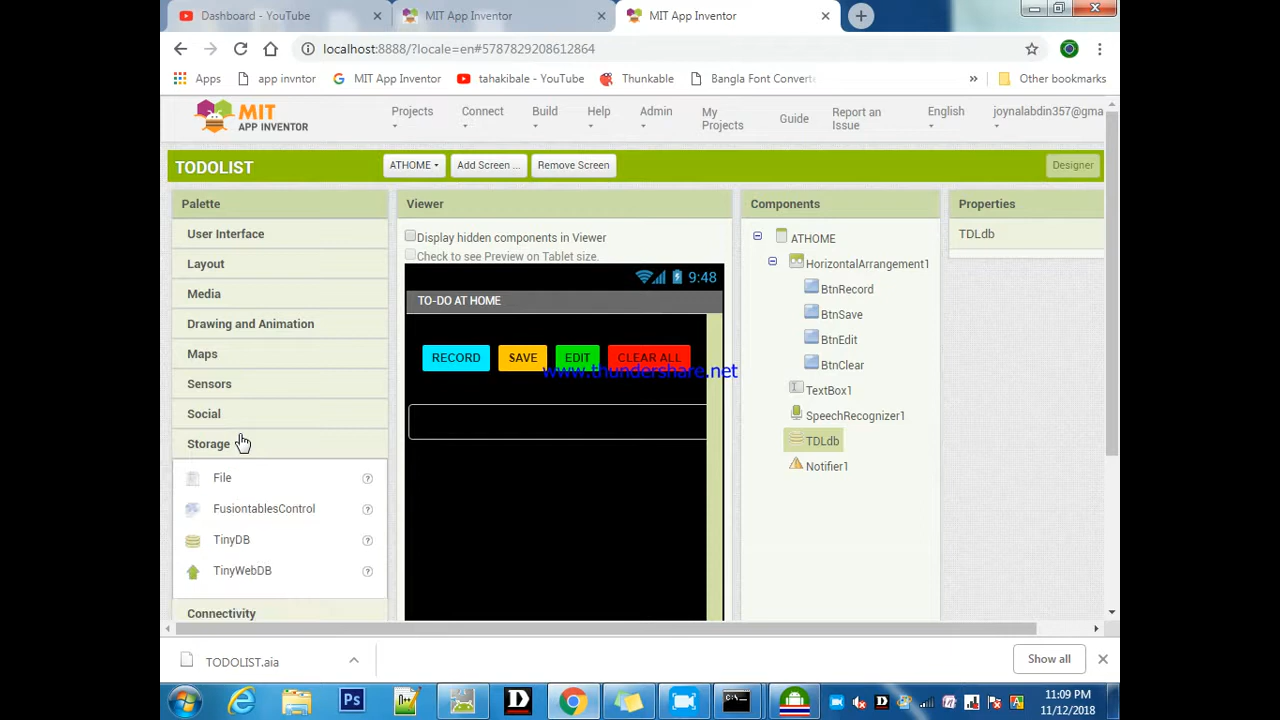 Dashboard - YouTube
MIT App Inventor
MIT App Inventor
localhost:8888/?locale=en#5787829208612864
Apps
app invntor
MIT App Inventor
tahakibale - YouTube
Thunkable
Bangla Font Converte
»
Other bookmarks
MIT
APP INVENTOR
Projects
Connect
Build
Help
Admin
My
Projects
Guide
Report an
Issue
English
joynalabdin357@gma
TODOLIST
ATHOME
Add Screen ...
Remove Screen
Designer
Palette
User Interface
Layout
Media
Drawing and Animation
Maps
Sensors
Social
Storage
File
?
FusiontablesControl
?
TinyDB
?
TinyWebDB
?
Connectivity
Viewer
Display hidden components in Viewer
Check to see Preview on Tablet size.
9:48
TO-DO AT HOME
RECORD
SAVE
EDIT
CLEAR ALL
www.thundershare.net
Components
ATHOME
HorizontalArrangement1
BtnRecord
BtnSave
BtnEdit
BtnClear
TextBox1
SpeechRecognizer1
TDLdb
Notifier1
Properties
TDLdb
TODOLIST.aia
Show all
Ps
D
11:09 PM
11/12/2018